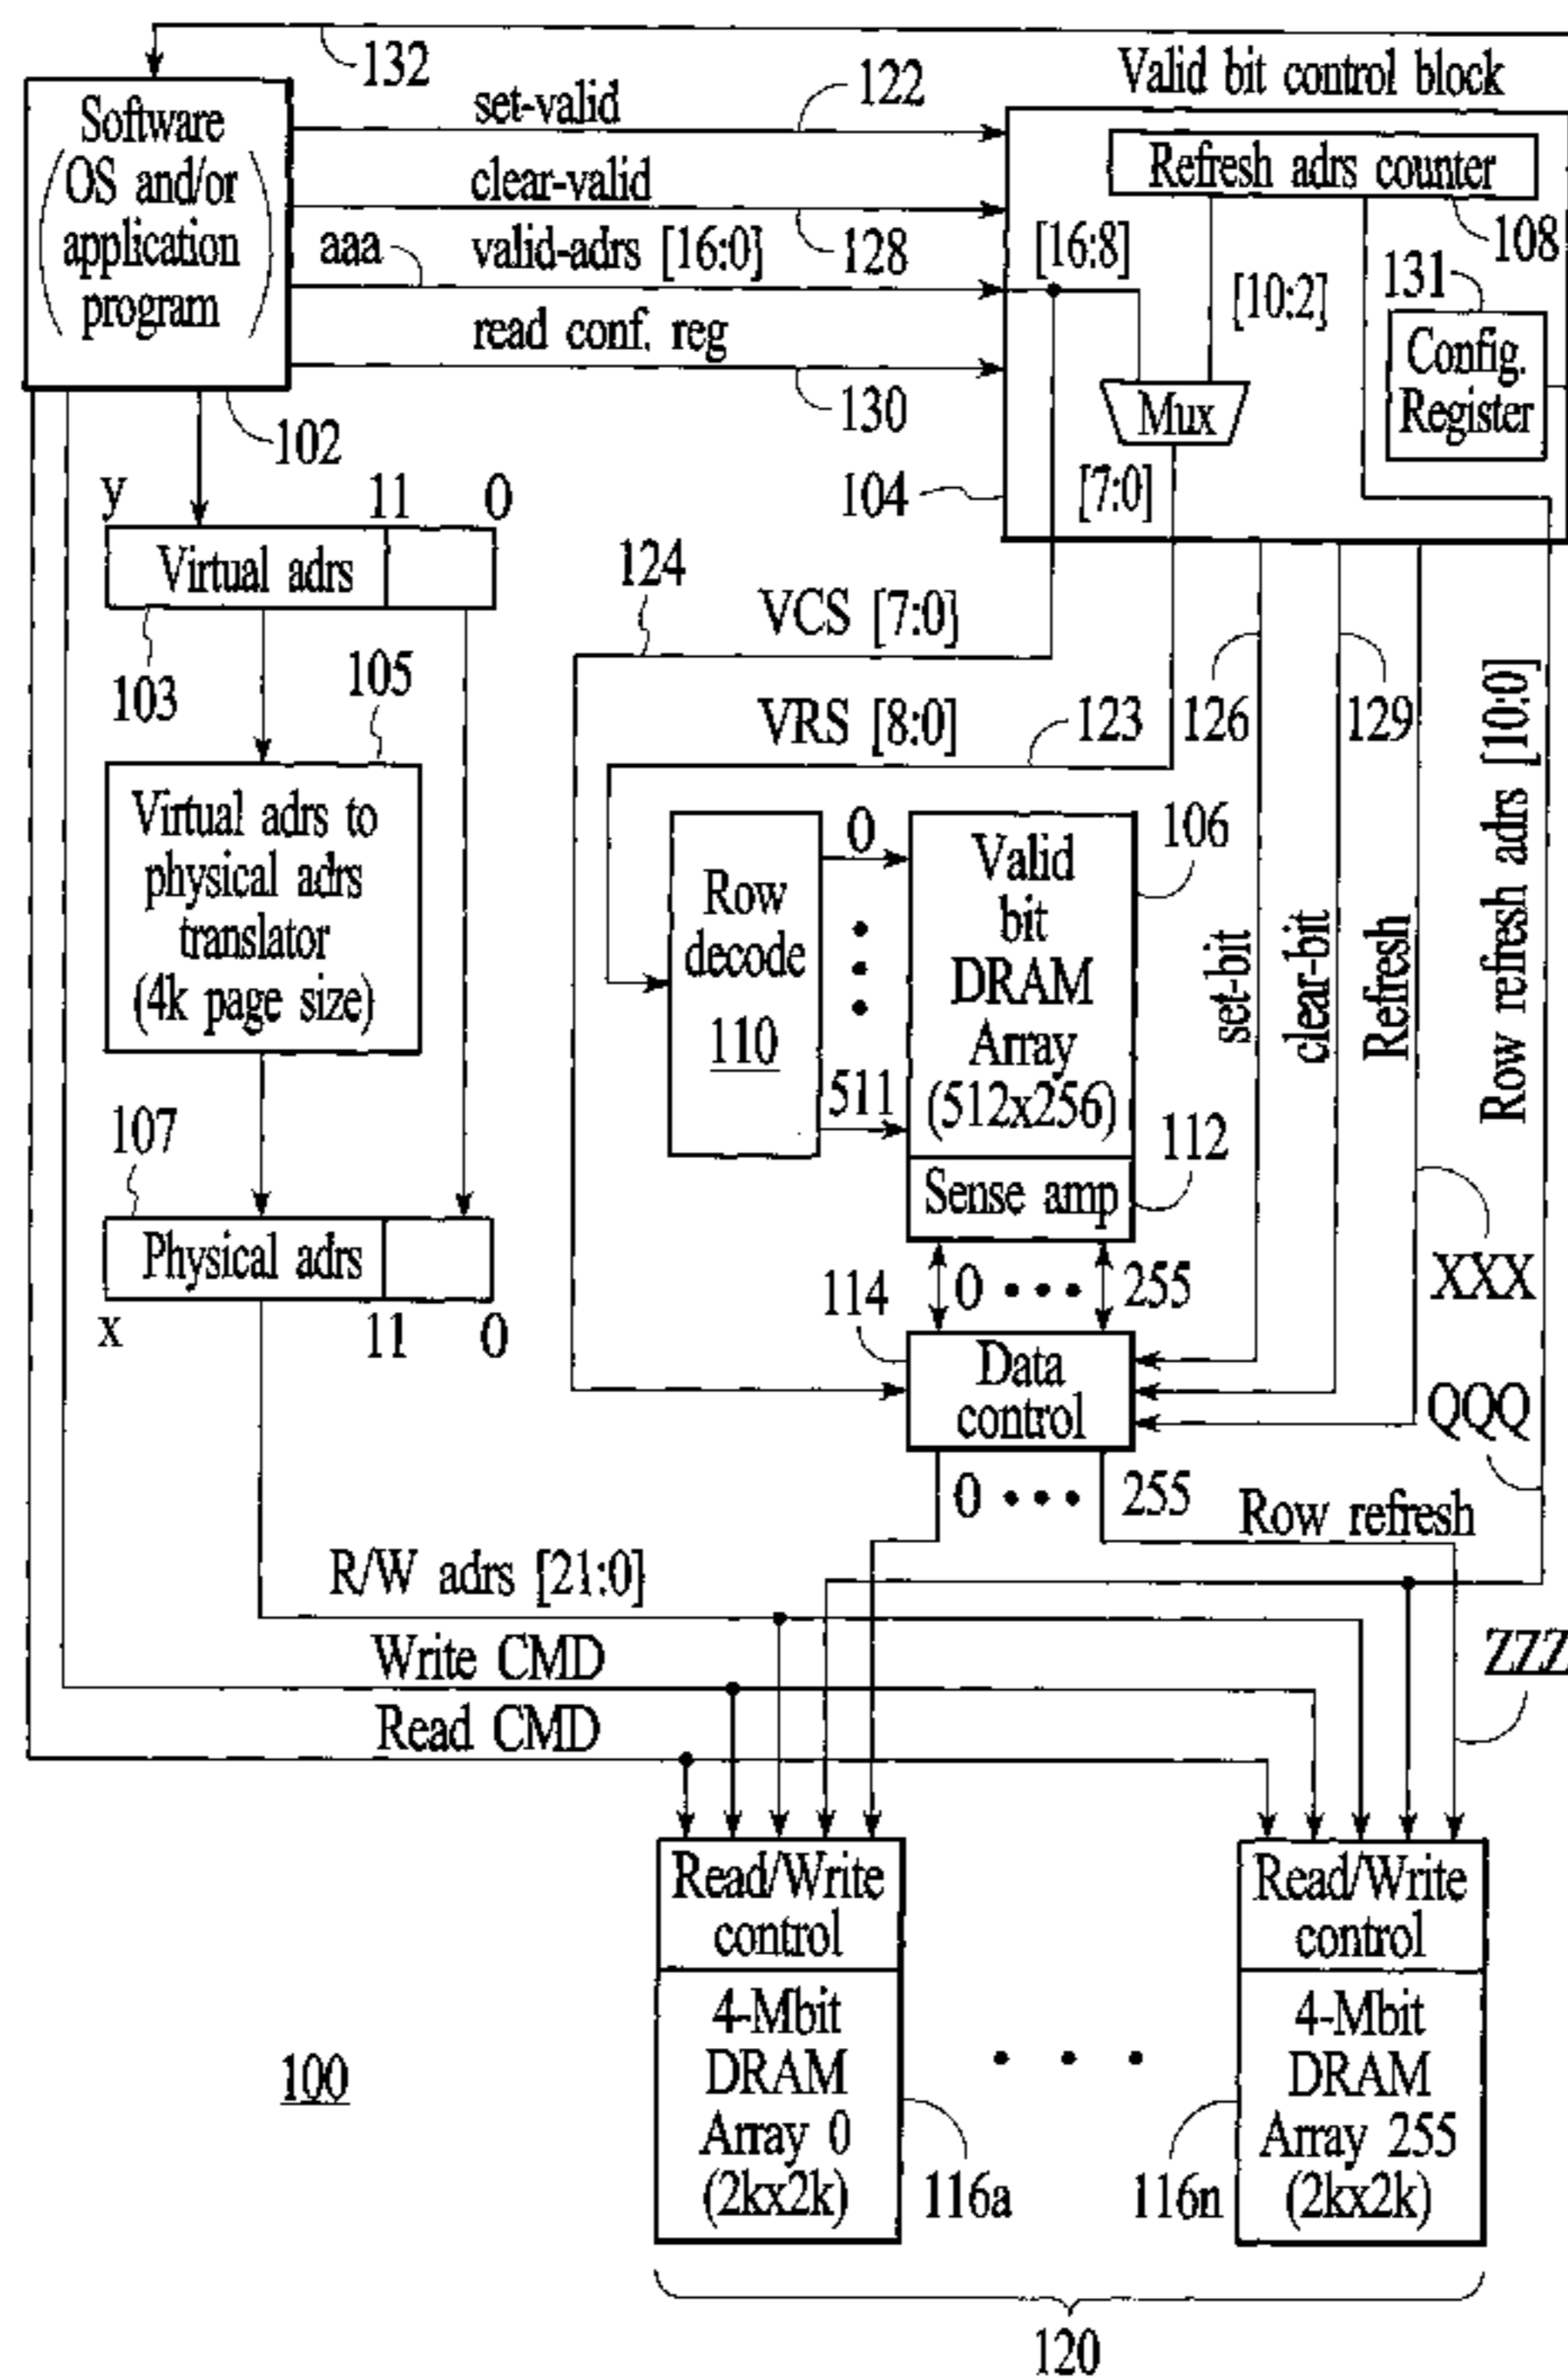 132
Valid bit control block
Software
OS and/or
application
program
set-valid
122
clear-valid
128
aaa
valid-adrs [16:0]
read conf. reg
130
102
Refresh adrs counter
108
[16:8]
[10:2]
131
Config.
Register
Mux
[7:0]
104
y
11
0
Virtual adrs
103
105
124
VCS [7:0]
VRS [8:0]
123
126
129
Virtual adrs to
physical adrs
translator
(4k page size)
Row
decode
110
0
511
Valid
bit
DRAM
Array
(512x256)
106
Sense amp
112
set-bit
clear-bit
Refresh
Row refresh adrs [10:0]
107
Physical adrs
x
11
0
0
255
114
Data
control
XXX
QQQ
0
255
Row refresh
R/W adrs [21:0]
ZZZ
Write CMD
Read CMD
Read/Write
control
4-Mbit
DRAM
Array 0
(2kx2k)
116a
Read/Write
control
4-Mbit
DRAM
Array 255
(2kx2k)
116n
100
120